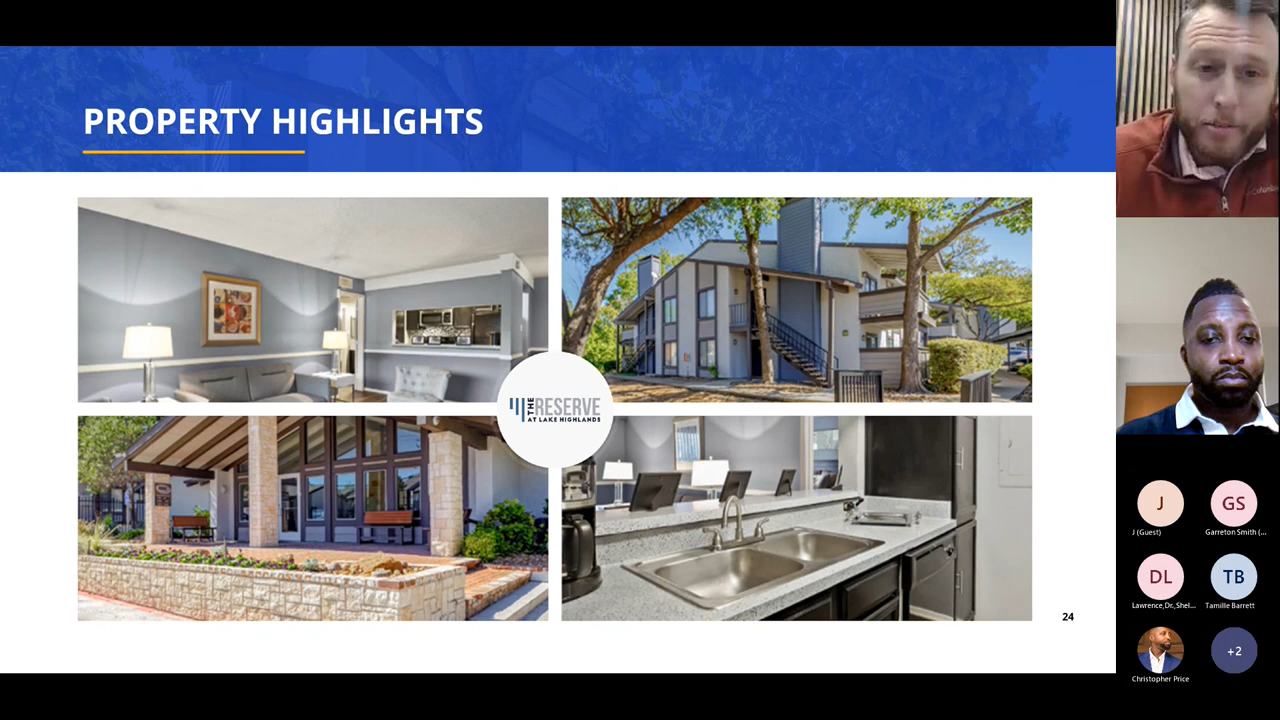 PROPERTY HIGHLIGHTS
THE RESERVE
AT LAKE HIGHLANDS
24
Columbia
J
GS
J (Guest)
Garreton Smith (...
DL
TB
Lawrence,Dr.,Shel...
Tamille Barrett
+2
Christopher Price